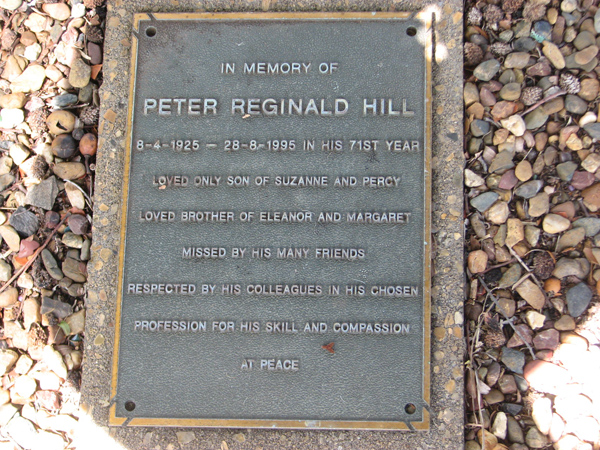 IN MEMORY OF
PETER REGINALD HILL
8-4-1925 — 28-8-1995 IN HIS 71ST YEAR
LOVED ONLY SON OF SUZANNE AND PERCY
LOVED BROTHER OF ELEANOR AND MARGARET
MISSED BY HIS MANY FRIENDS
RESPECTED BY HIS COLLEAGUES IN HIS CHOSEN
PROFESSION FOR HIS SKILL AND COMPASSION
AT PEACE